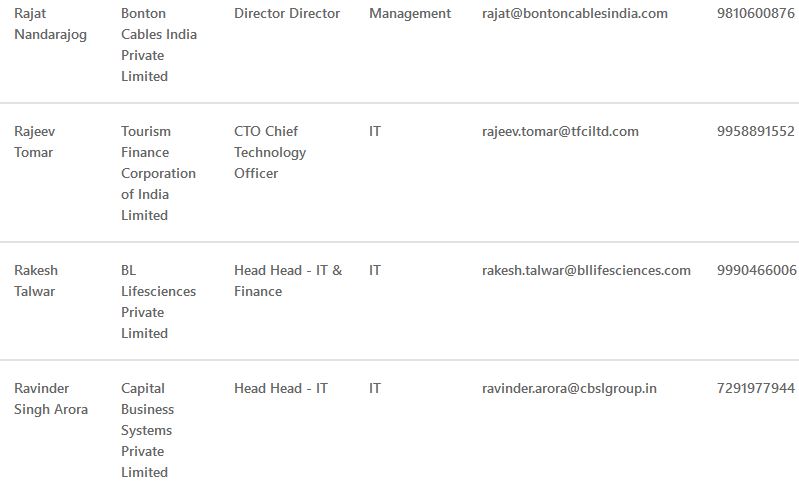 Rajat Director Director Management rajat@bontoncablesindia.com 9810600876
Nandarajog
Bonton
Cables India
Private
Limited
Rajeev
Tomar
Tourism
Finance
Corporation
of India
Limited
CTO Chief
Technology
Officer
IT
rajeev.tomar@tfciltd.com
9958891552
Rakesh
Talwar
BL
Lifesciences
Private
Limited
Head Head - IT &
Finance
IT
rakesh.talwar@bllifesciences.com
9990466006
Ravinder
Singh Arora
Capital
Business
Systems
Private
Limited
Head Head - IT
IT
ravinder.arora@cbslgroup.in
7291977944